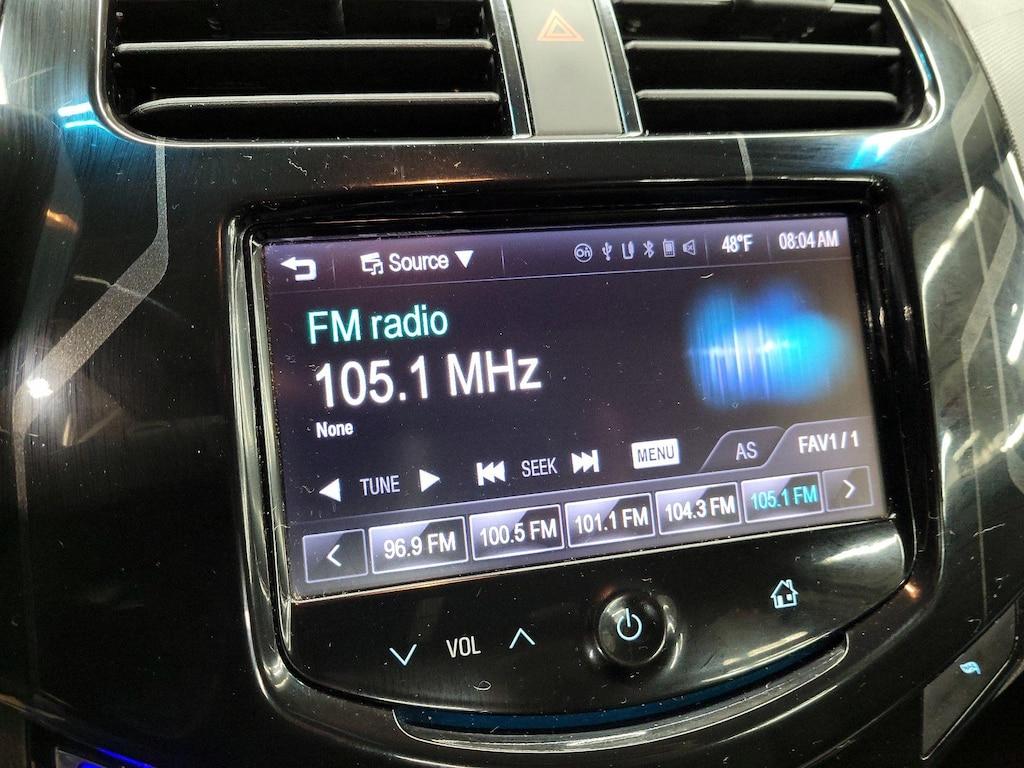 Source 48°F 08:04 AM
FM radio
105.1 MHz
None
TUNE SEEK MENU AS FAV1 / 1
96.9 FM 100.5 FM 101.1 FM 104.3 FM 105.1 FM
VOL